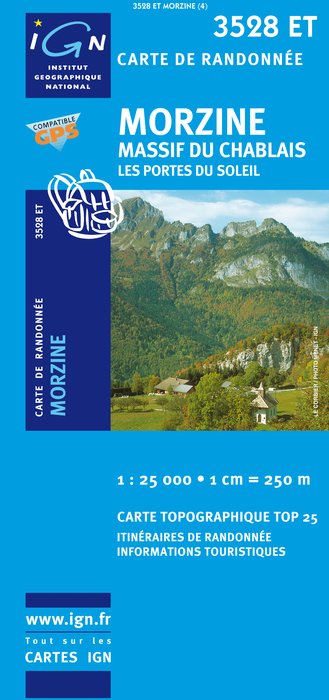 3528 ET MORZINE (4)
IGN
INSTITUT
GEOGRAPHIQUE
NATIONAL
3528 ET
CARTE DE RANDONNÉE
COMPATIBLE
GPS
MORZINE
MASSIF DU CHABLAIS
LES PORTES DU SOLEIL
3528 ET
CARTE DE RANDONNÉE
MORZINE
1 : 25 000 • 1 cm = 250 m
CARTE TOPOGRAPHIQUE TOP 25
ITINÉRAIRES DE RANDONNÉE
INFORMATIONS TOURISTIQUES
www.ign.fr
Tout sur les
CARTES IGN